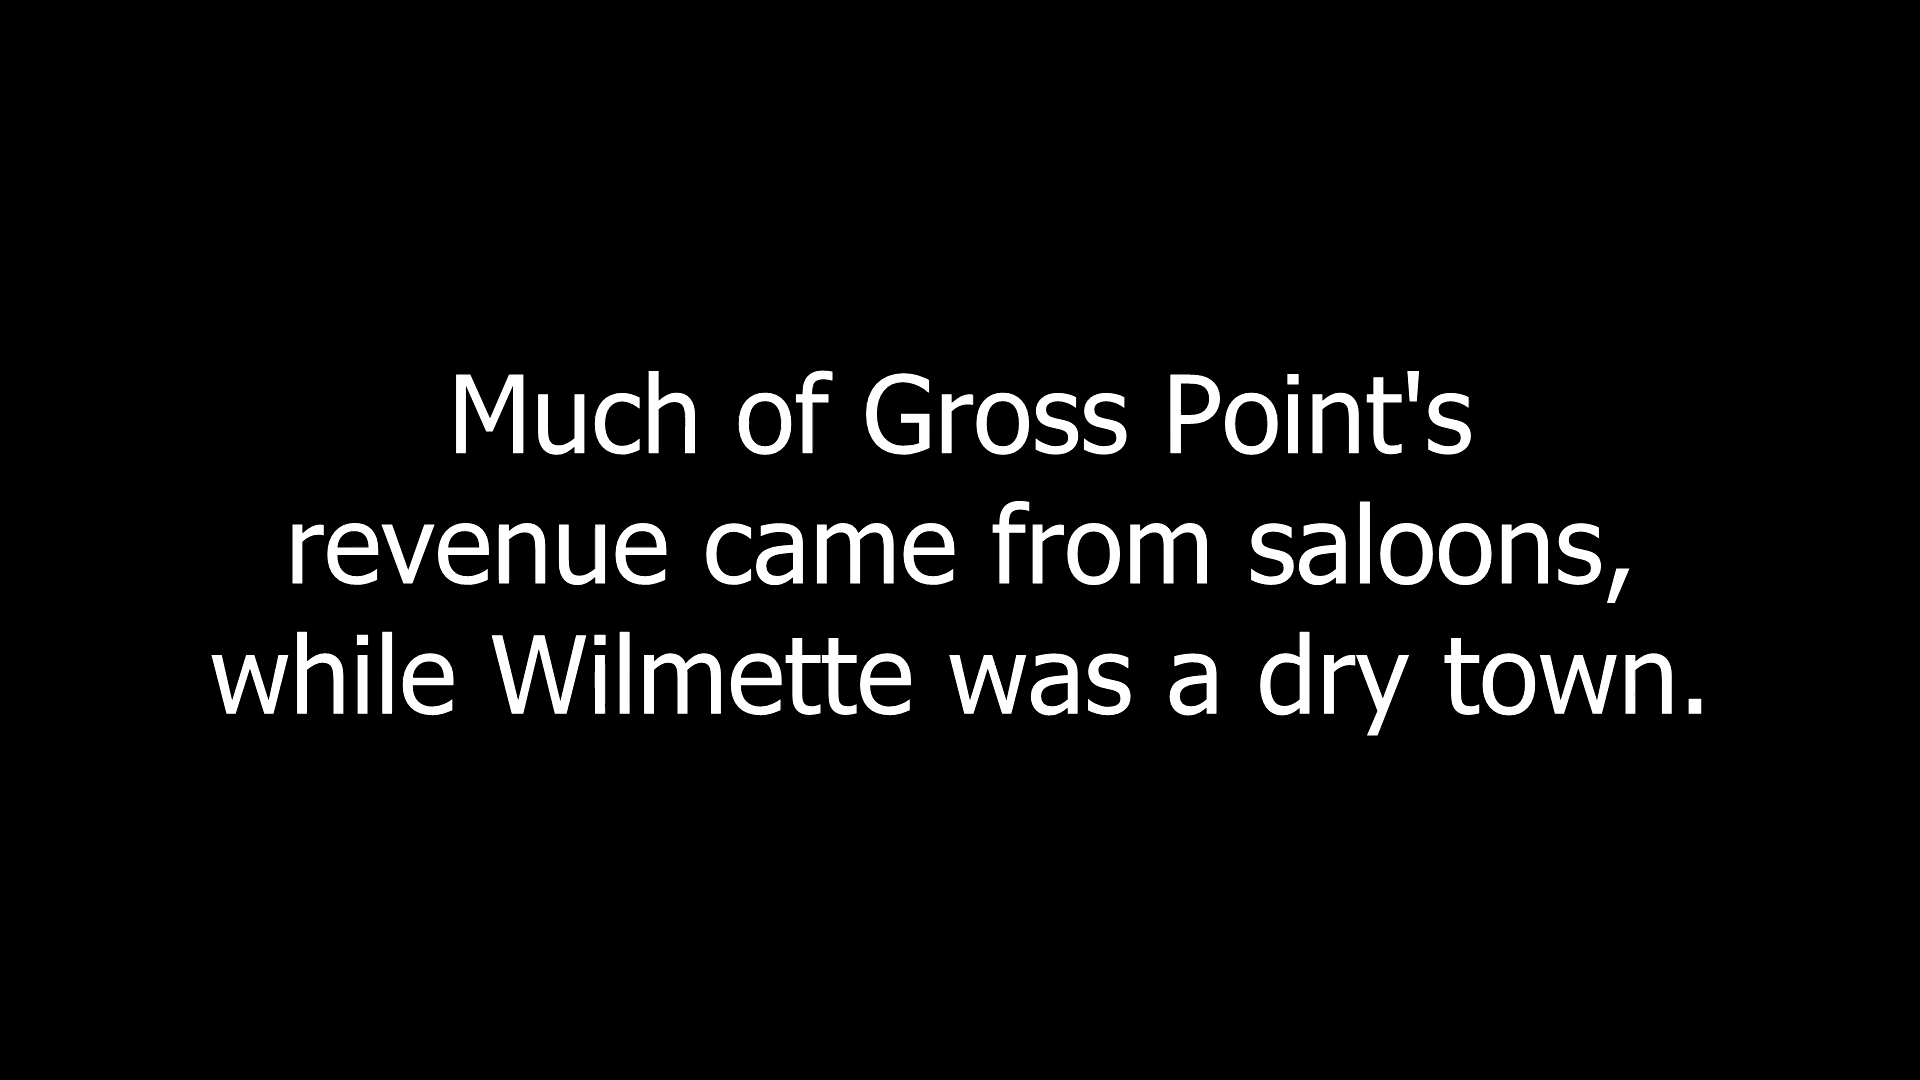 Much of Gross Point's
revenue came from saloons,
while Wilmette was a dry town.